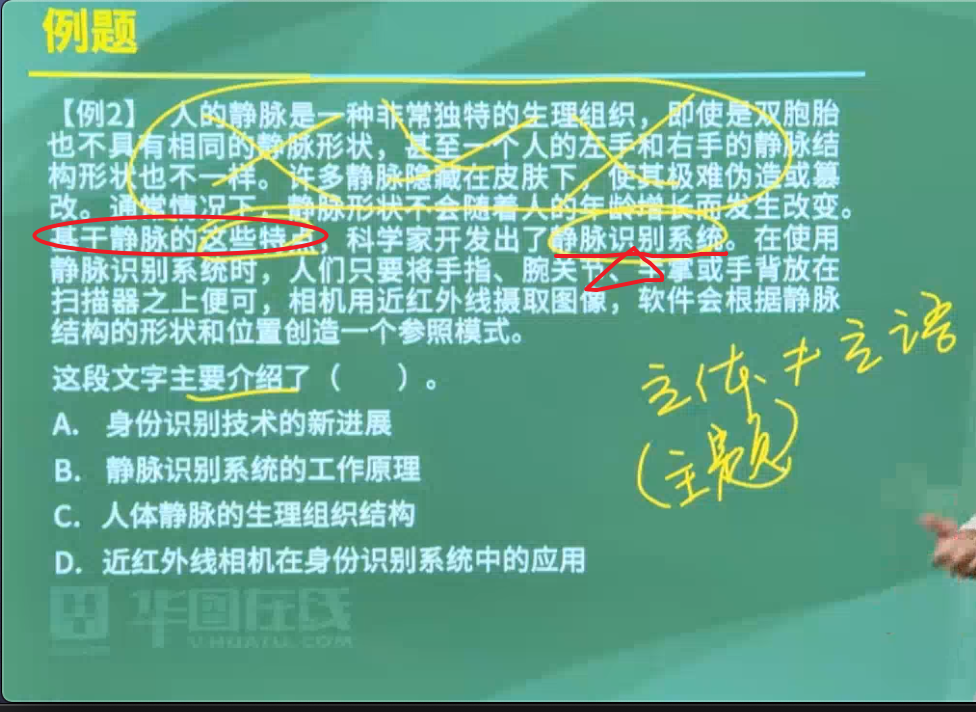 例题
【例2】 人的静脉是一种非常独特的生理组织，即使是双胞胎
也不具有相同的静脉形状，甚至一个人的左手和右手的静脉结
构形状也不一样。许多静脉隐藏在皮肤下，使其极难伪造或篡
改。通常情况下，静脉形状不会随着人的年龄增长而发生改变。
基于静脉的这些特点，科学家开发出了静脉识别系统。在使用
静脉识别系统时，人们只要将手指、腕关节、手掌或手背放在
扫描器之上便可，相机用近红外线摄取图像，软件会根据静脉
结构的形状和位置创造一个参照模式。
这段文字主要介绍了（　　）。
主体≠主语
（主题）
A. 身份识别技术的新进展
B. 静脉识别系统的工作原理
C. 人体静脉的生理组织结构
D. 近红外线相机在身份识别系统中的应用
华图在线
V.HUATU.COM